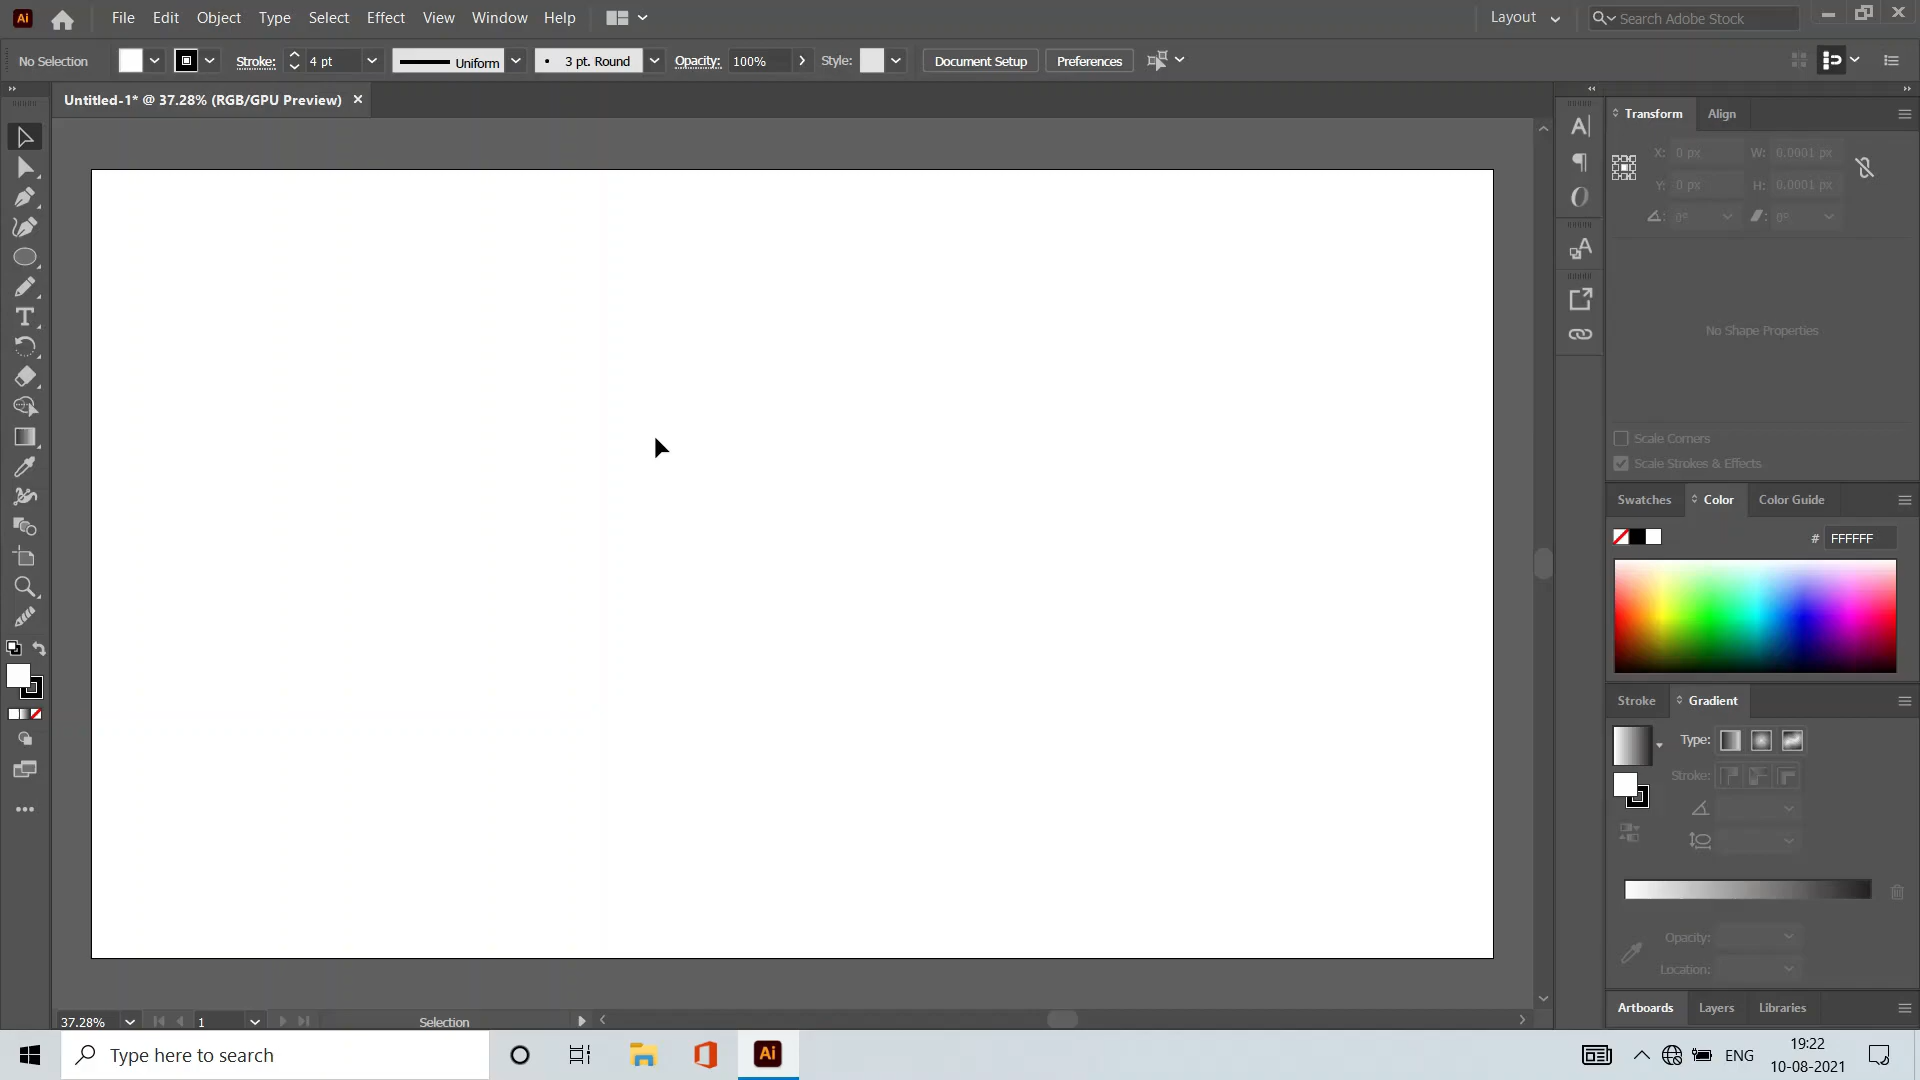 Ai File Edit Object Type Select Effect View Window Help Layout Search Adobe Stock
No Selection Stroke: 4 pt Uniform 3 pt. Round Opacity: 100% Style: Document Setup Preferences
Untitled-1* @ 37.28% (RGB/GPU Preview) ×
Transform Align
X: 0 px W: 0.0001 px
Y: 0 px H: 0.0001 px
0° 0°
No Shape Properties
Scale Corners
Scale Strokes & Effects
Swatches Color Color Guide
# FFFFFF
Stroke Gradient
Type:
Stroke:
Opacity:
Location:
Artboards Layers Libraries
37.28% 1 Selection
Type here to search Ai ENG
19:22
10-08-2021